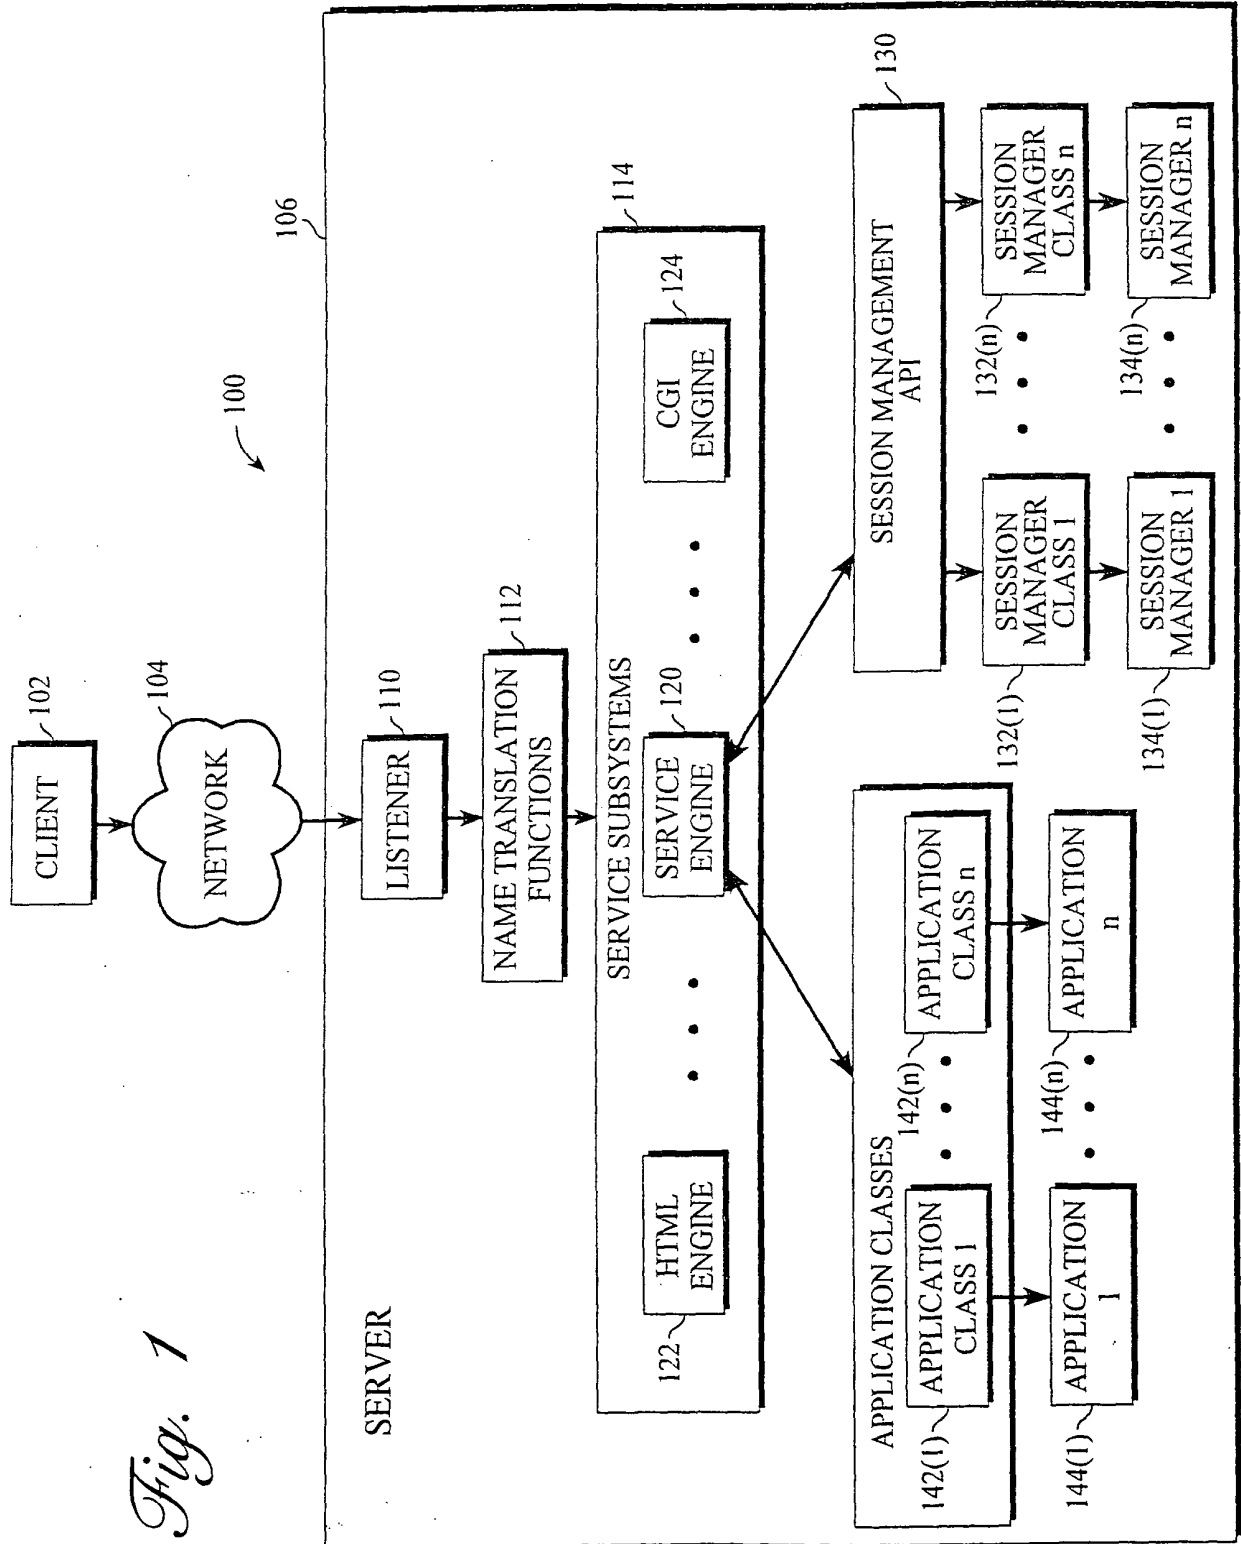 Fig. 1
100
CLIENT
102
NETWORK
104
106
SERVER
LISTENER
110
NAME TRANSLATION
FUNCTIONS
112
SERVICE SUBSYSTEMS
114
HTML
ENGINE
122
SERVICE
ENGINE
120
CGI
ENGINE
124
APPLICATION CLASSES
APPLICATION
CLASS 1
142(1)
APPLICATION
CLASS n
142(n)
APPLICATION
1
144(1)
APPLICATION
n
144(n)
SESSION MANAGEMENT
API
130
SESSION
MANAGER
CLASS 1
132(1)
SESSION
MANAGER
CLASS n
132(n)
SESSION
MANAGER 1
134(1)
SESSION
MANAGER n
134(n)